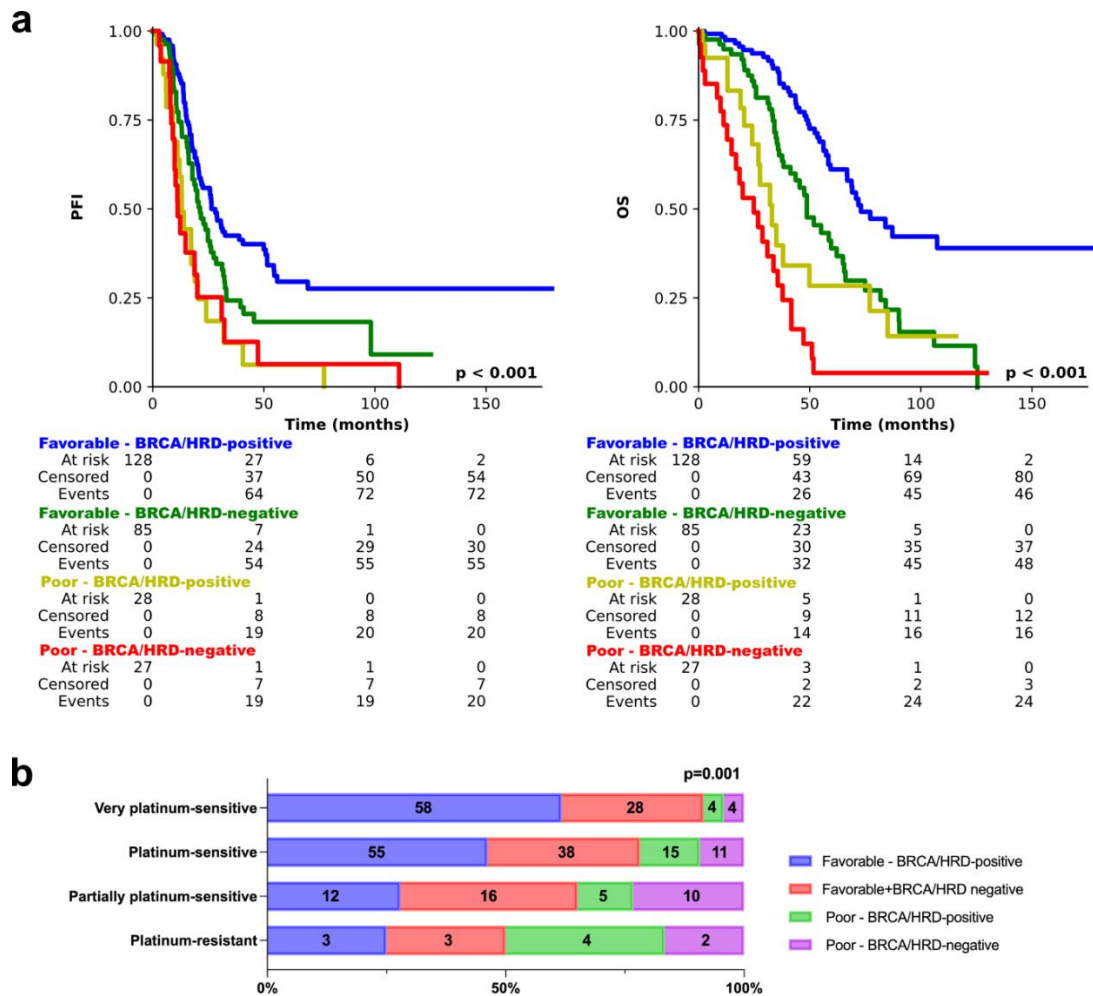 a
1.00
0.75
0.50
0.25
0.00
PFI
p < 0.001
0 50 100 150
Time (months)
Favorable - BRCA/HRD-positive
At risk 128 27 6 2
Censored 0 37 50 54
Events 0 64 72 72
Favorable - BRCA/HRD-negative
At risk 85 7 1 0
Censored 0 24 29 30
Events 0 54 55 55
Poor - BRCA/HRD-positive
At risk 28 1 0 0
Censored 0 8 8 8
Events 0 19 20 20
Poor - BRCA/HRD-negative
At risk 27 1 1 0
Censored 0 7 7 7
Events 0 19 19 20
1.00
0.75
0.50
0.25
0.00
OS
p < 0.001
0 50 100 150
Time (months)
Favorable - BRCA/HRD-positive
At risk 128 59 14 2
Censored 0 43 69 80
Events 0 26 45 46
Favorable - BRCA/HRD-negative
At risk 85 23 5 0
Censored 0 30 35 37
Events 0 32 45 48
Poor - BRCA/HRD-positive
At risk 28 5 1 0
Censored 0 9 11 12
Events 0 14 16 16
Poor - BRCA/HRD-negative
At risk 27 3 1 0
Censored 0 2 2 3
Events 0 22 24 24
b
p=0.001
Very platinum-sensitive 58 28 4 4
Platinum-sensitive 55 38 15 11
Partially platinum-sensitive 12 16 5 10
Platinum-resistant 3 3 4 2
0% 50% 100%
Favorable - BRCA/HRD-positive
Favorable+BRCA/HRD negative
Poor - BRCA/HRD-positive
Poor - BRCA/HRD-negative